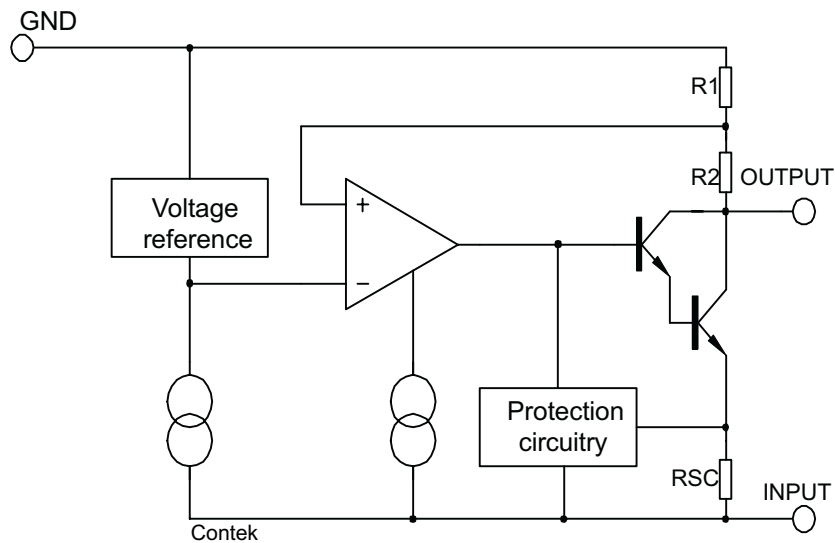 GND
R1
R2
OUTPUT
Voltage
reference
+
−
Protection
circuitry
RSC
INPUT
Contek